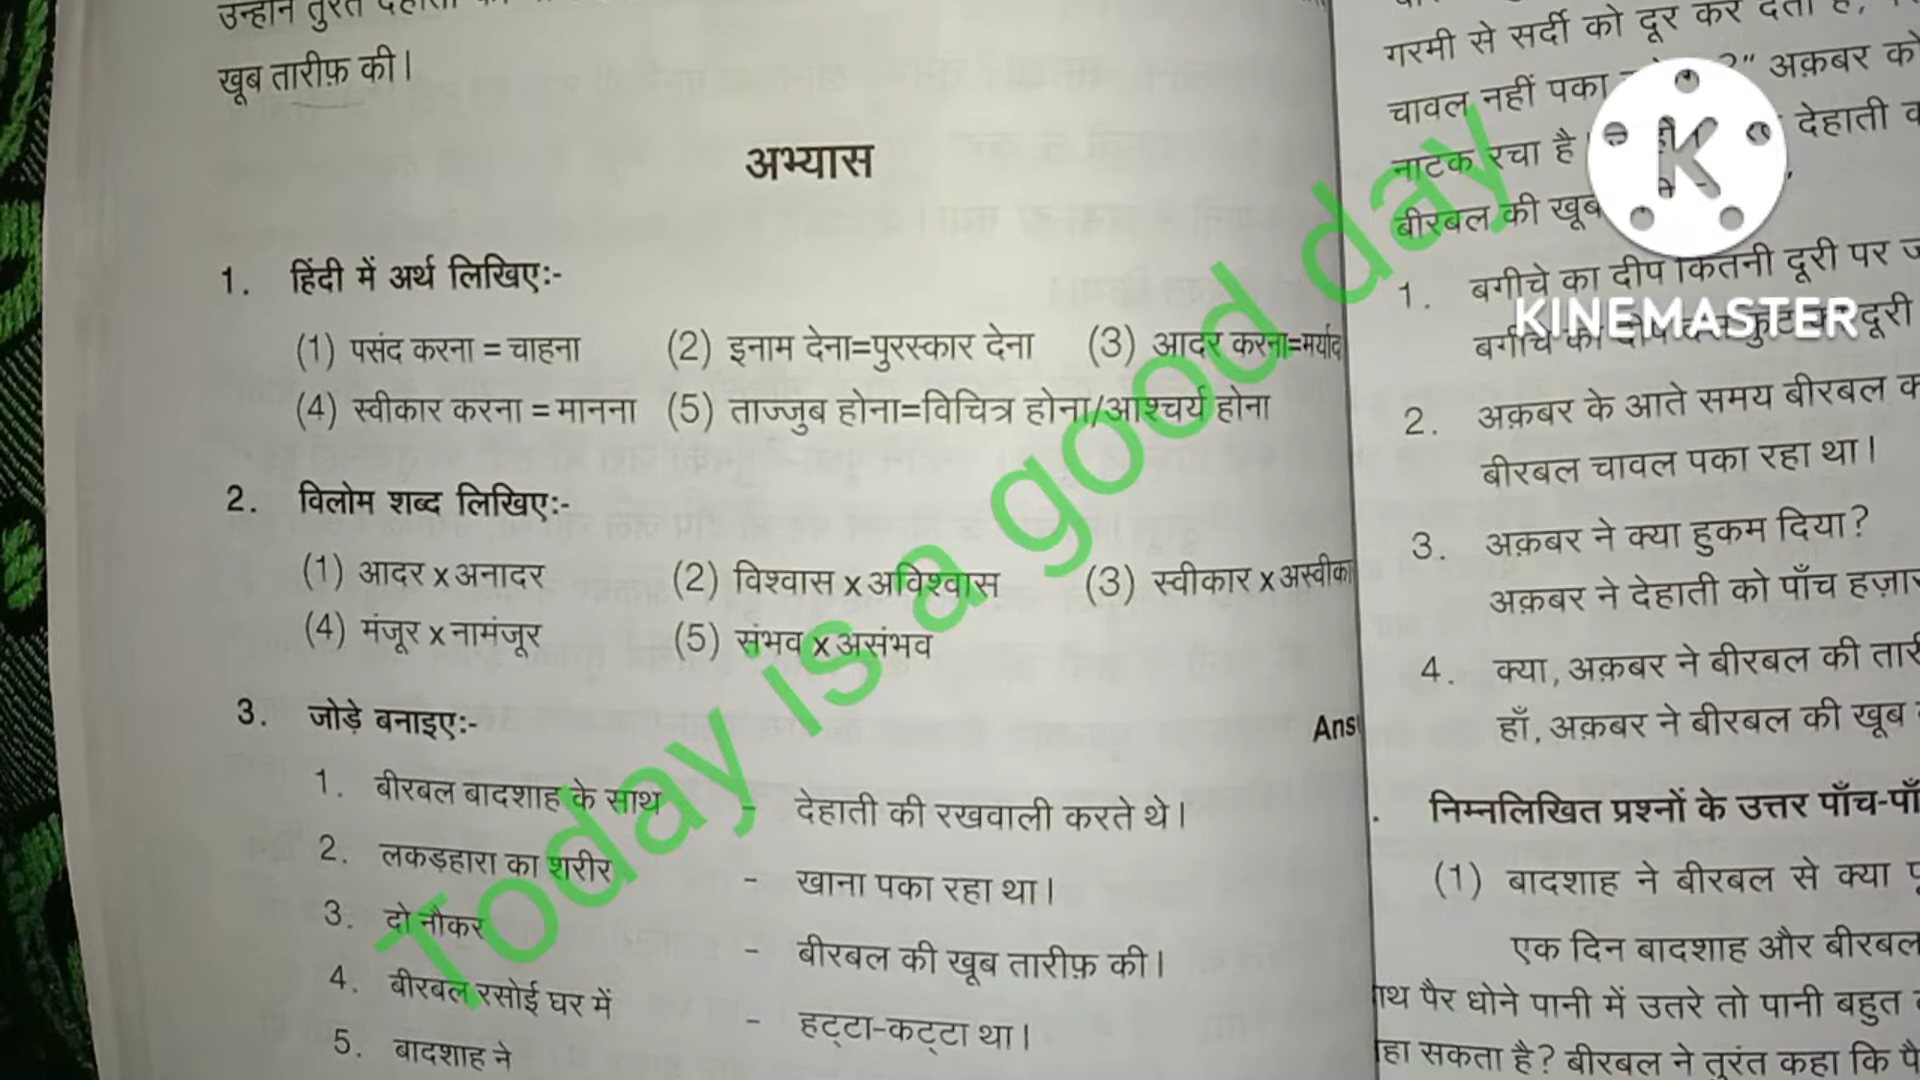 खूब तारीफ़ की।
अभ्यास
1. हिंदी में अर्थ लिखिए:-
(1) पसंद करना = चाहना (2) इनाम देना=पुरस्कार देना (3) आदर करना=मर्याद
(4) स्वीकार करना = मानना (5) ताज्जुब होना=विचित्र होना/आश्चर्य होना
2. विलोम शब्द लिखिए:-
(1) आदर x अनादर (2) विश्वास x अविश्वास (3) स्वीकार x अस्वीका
(4) मंजूर x नामंजूर (5) संभव x असंभव
3. जोड़े बनाइए:-
Ans
1. बीरबल बादशाह के साथ - देहाती की रखवाली करते थे।
2. लकड़हारा का शरीर - खाना पका रहा था।
3. दो नौकर - बीरबल की खूब तारीफ़ की।
4. बीरबल रसोई घर में - हट्टा-कट्टा था।
5. बादशाह ने
गरमी से सर्दी को दूर कर देता है,
चावल नहीं पका अक़बर को
नाटक रचा है देहाती
बीरबल की खूब
1. बगीचे का दीप कितनी दूरी पर
बगीचे का दीप दूरी
2. अक़बर के आते समय बीरबल
बीरबल चावल पका रहा था।
3. अक़बर ने क्या हुकम दिया?
अक़बर ने देहाती को पाँच हज़ार
4. क्या, अक़बर ने बीरबल की
हाँ, अक़बर ने बीरबल की खूब
निम्नलिखित प्रश्नों के उत्तर पाँच-पाँ
(1) बादशाह ने बीरबल से क्या
एक दिन बादशाह और बीरबल
पैर धोने पानी में उतरे तो पानी बहुत
सकता है? बीरबल ने तुरंत कहा कि
Today is a good day
KINEMASTER